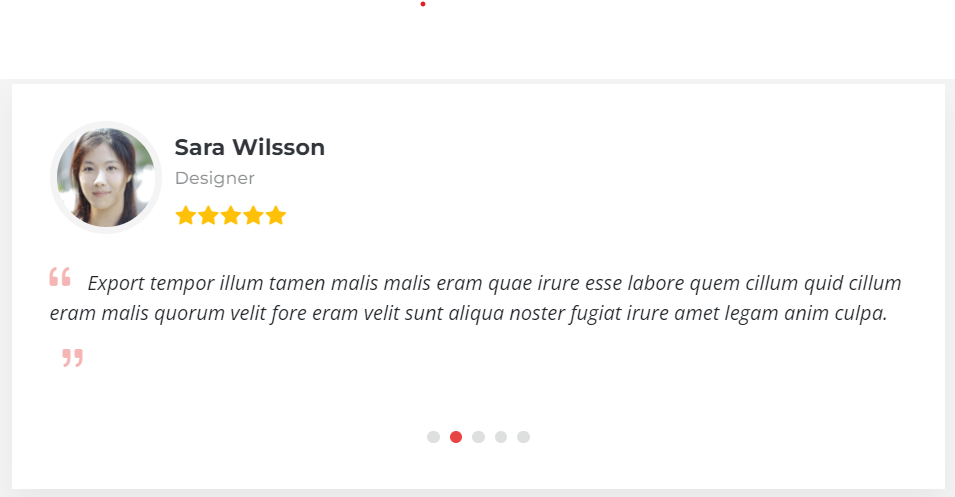 Sara Wilsson
Designer
“ Export tempor illum tamen malis malis eram quae irure esse labore quem cillum quid cillum
eram malis quorum velit fore eram velit sunt aliqua noster fugiat irure amet legam anim culpa.
”